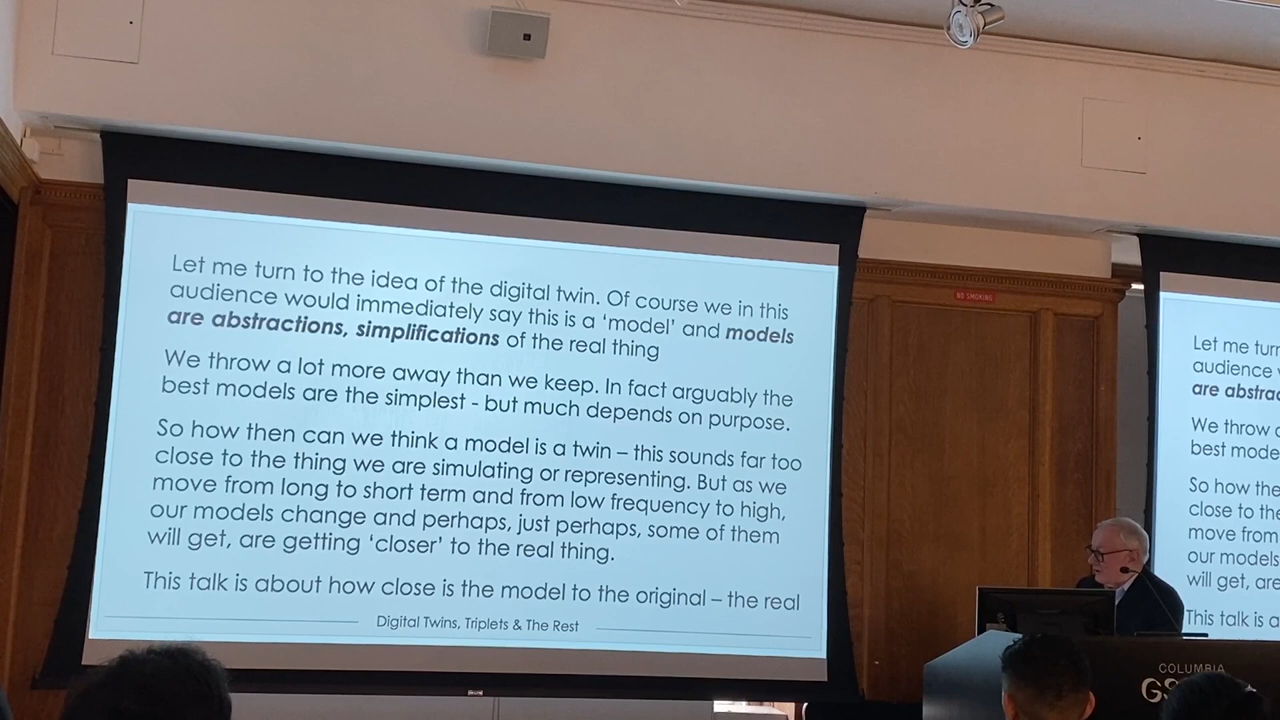 Let me turn to the idea of the digital twin. Of course we in this
audience would immediately say this is a ‘model’ and models
are abstractions, simplifications of the real thing
We throw a lot more away than we keep. In fact arguably the
best models are the simplest - but much depends on purpose.
So how then can we think a model is a twin – this sounds far too
close to the thing we are simulating or representing. But as we
move from long to short term and from low frequency to high,
our models change and perhaps, just perhaps, some of them
will get, are getting ‘closer’ to the real thing.
This talk is about how close is the model to the original – the real
Digital Twins, Triplets & The Rest
NO SMOKING
Let me turn
audience
are
We throw
best mode
So how the
close to the
move from
our models
will get, are
This talk is a
COLUMBIA